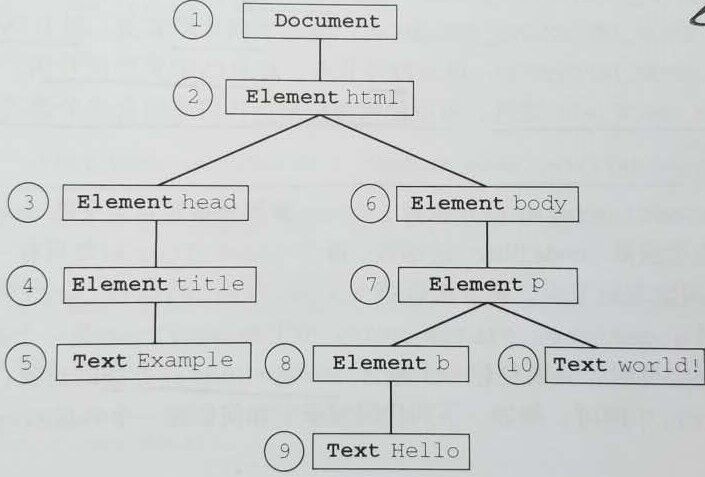 1 Document
2 Element html
3 Element head 6 Element body
4 Element title 7 Element p
5 Text Example 8 Element b 10 Text world!
9 Text Hello